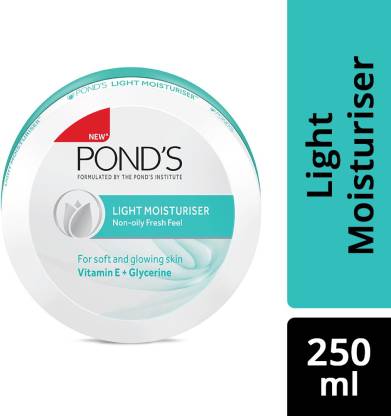 POND'S LIGHT MOISTURISER
NEW*
POND'S
FORMULATED BY THE POND'S INSTITUTE
LIGHT MOISTURISER
Non-oily Fresh Feel
For soft and glowing skin
Vitamin E + Glycerine
Light
Moisturiser
250
ml